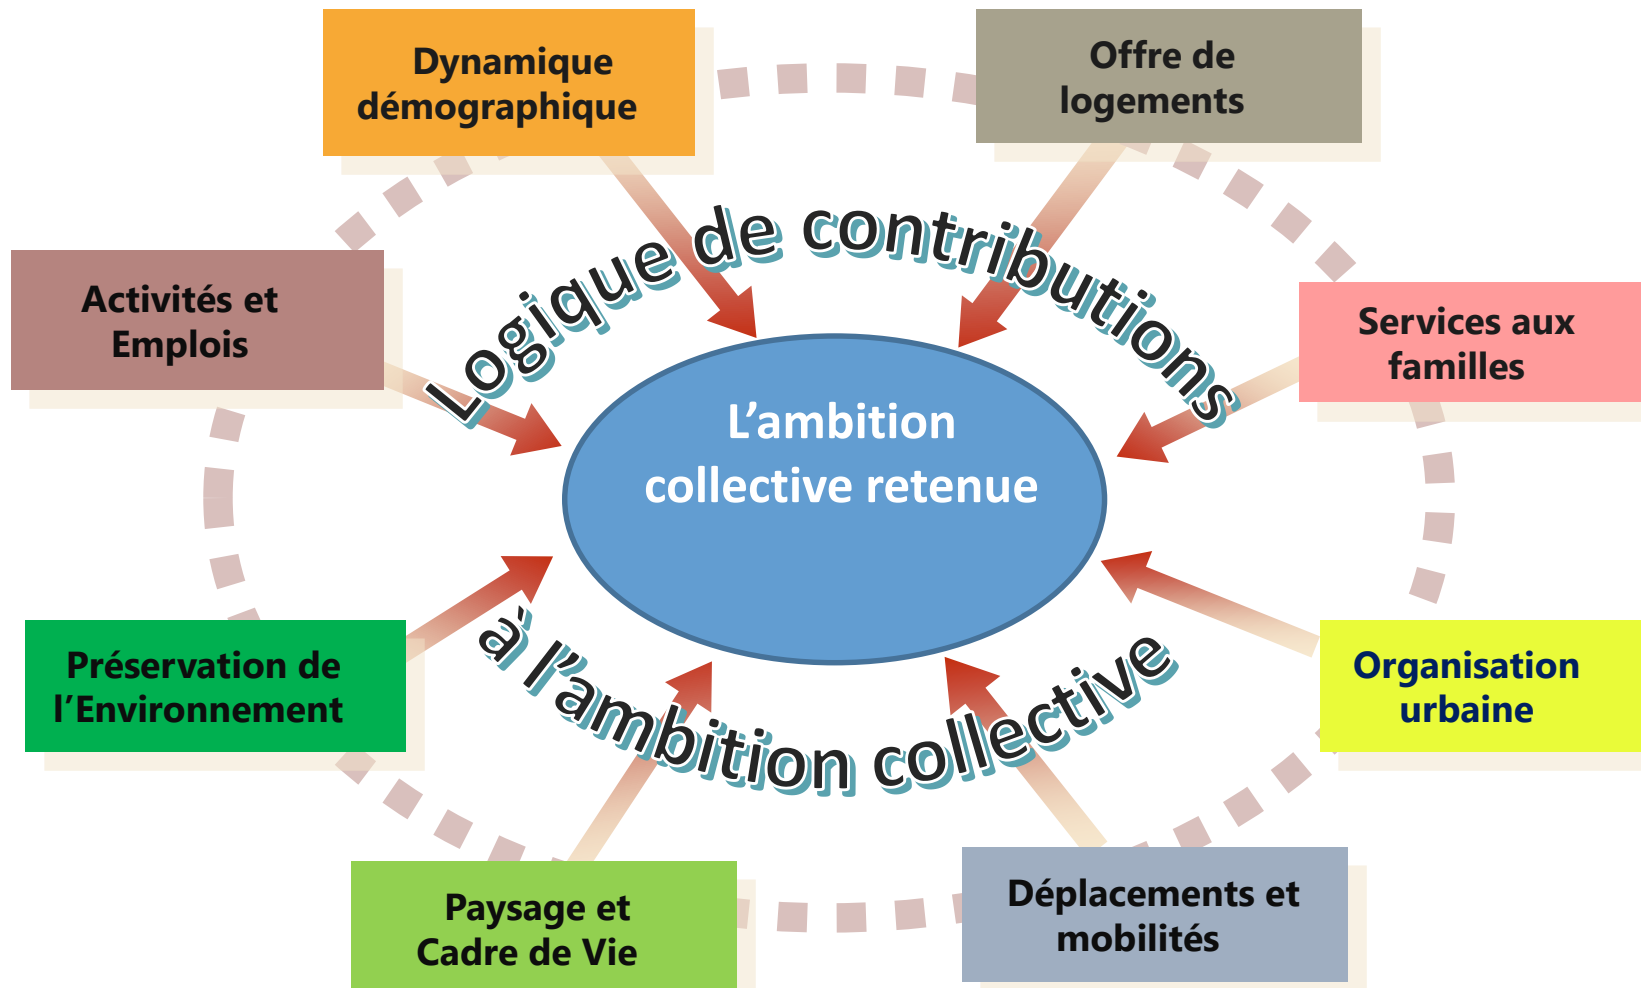 Dynamique
démographique
Offre de
logements
Logique de contributions
Activités et
Emplois
Services aux
familles
L’ambition
collective retenue
Préservation de
l’Environnement
à l’ambition collective
Organisation
urbaine
Paysage et
Cadre de Vie
Déplacements et
mobilités